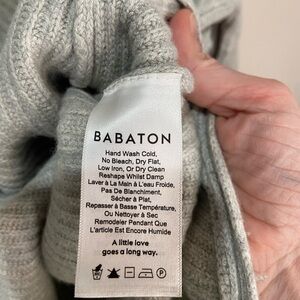 BABATON
Hand Wash Cold,
No Bleach, Dry Flat,
Low Iron, Or Dry Clean
Reshape Whilst Damp
Laver à La Main à L'eau Froide,
Pas De Blanchiment,
Sécher à Plat,
Repasser à Basse Température,
Ou Nettoyer à Sec
Remodeler Pendant Que
L'article Est Encore Humide
A little love
goes a long way.
P